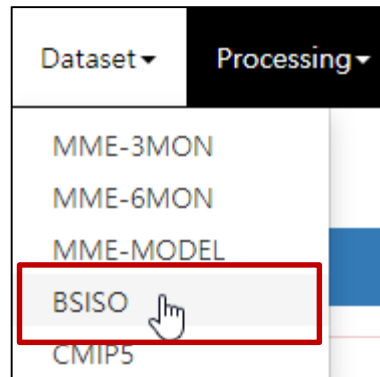 Dataset Processing
MME-3MON
MME-6MON
MME-MODEL
BSISO
CMIP5